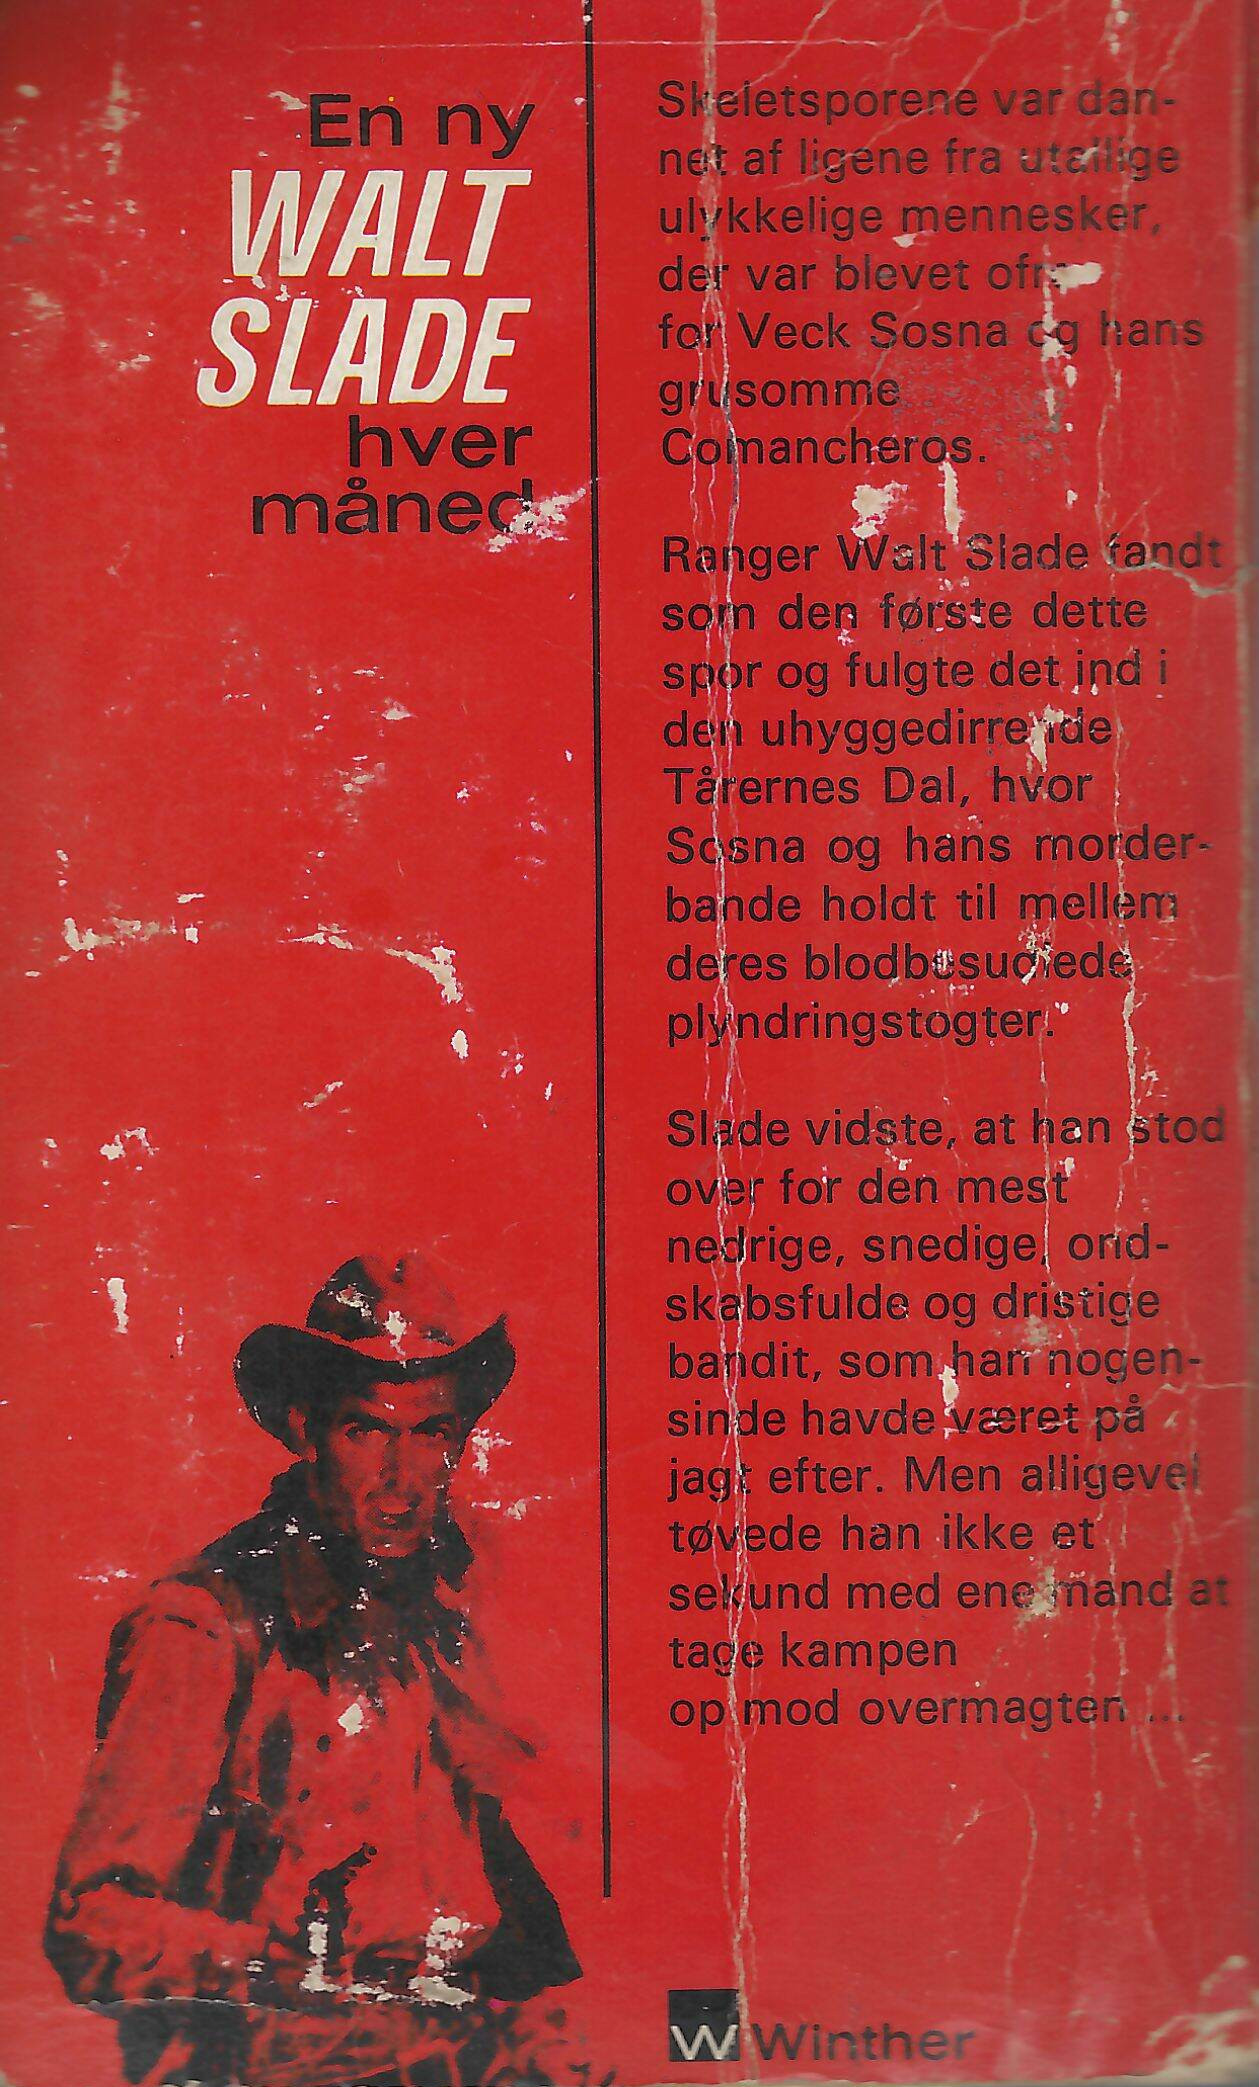 En ny
WALT
SLADE
hver
måned
Skeletsporene var dan-
net af ligene fra utallige
ulykkelige mennesker,
der var blevet ofre
for Veck Sosna og hans
grusomme
Comancheros.
Ranger Walt Slade fandt
som den første dette
spor og fulgte det ind i
den uhyggedirrende
Tårernes Dal, hvor
Sosna og hans morder-
bande holdt til mellem
deres blodbesudlede
plyndringstogter.
Slade vidste, at han stod
over for den mest
nedrige, snedige, ond-
skabsfulde og dristige
bandit, som han nogen-
sinde havde været på
jagt efter. Men alligevel
tøvede han ikke et
sekund med ene mand at
tage kampen
op mod overmagten ...
W Winther